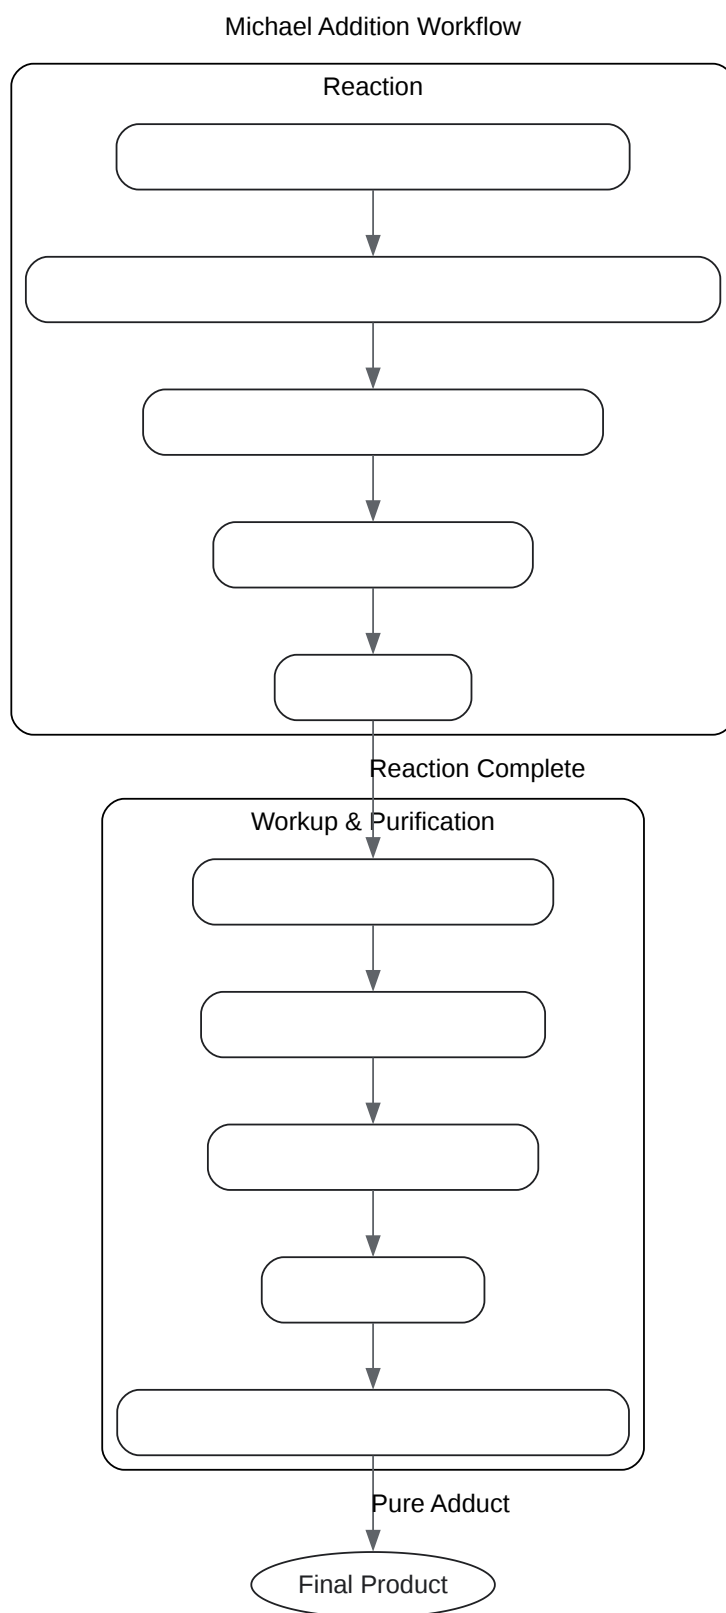 Michael Addition Workflow
Reaction
Reaction Complete
Workup & Purification
Pure Adduct
Final Product